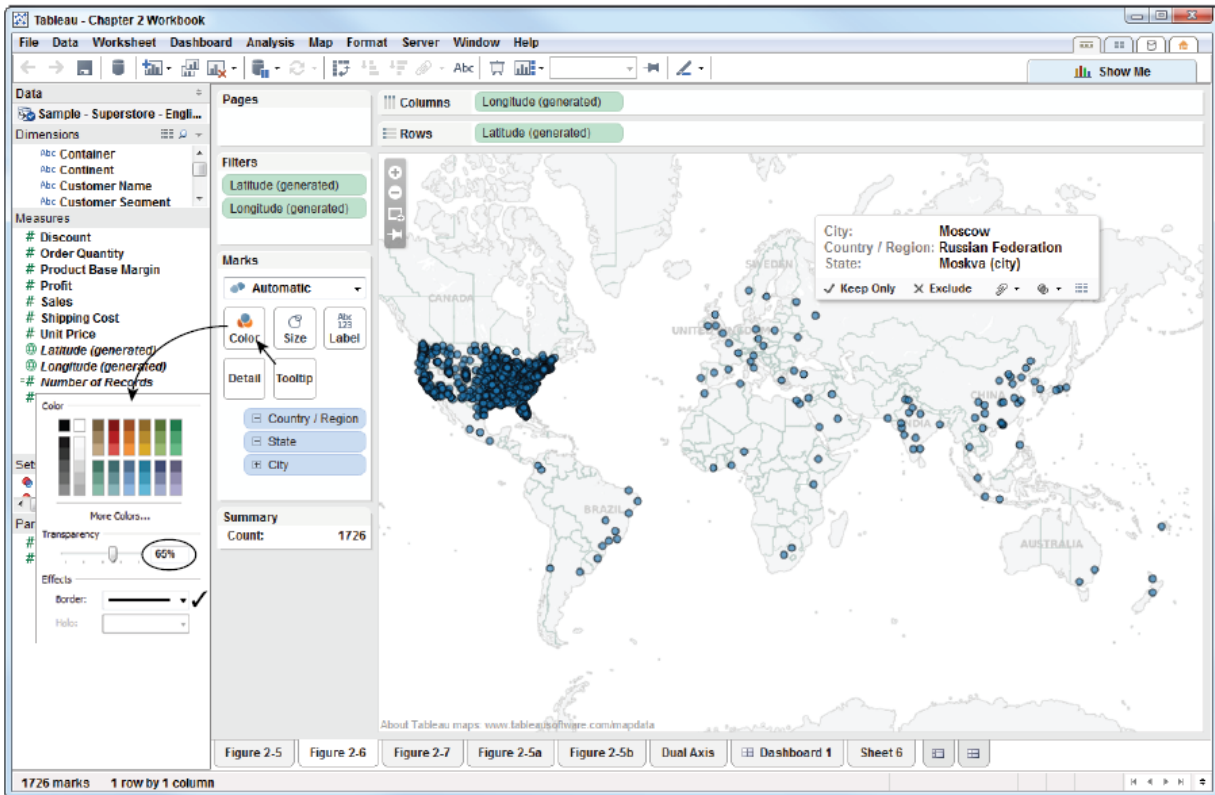 Tableau - Chapter 2 Workbook
File Data Worksheet Dashboard Analysis Map Format Server Window Help
Abc
Show Me
Data
Sample - Superstore - Engli...
Dimensions
Abc Container
Abc Continent
Abc Customer Name
Abc Customer Segment
Measures
# Discount
# Order Quantity
# Product Base Margin
# Profit
# Sales
# Shipping Cost
# Unit Price
Latitude (generated)
Longitude (generated)
=# Number of Records
#
Color
More Colors...
Transparency
65%
Effects
Border:
Halo:
Set
Par
#
#
Pages
Filters
Latitude (generated)
Longitude (generated)
Marks
Automatic
Color
Size
Abc
123
Label
Detail
Tooltip
Country / Region
State
City
Summary
Count: 1726
Columns Longitude (generated)
Rows Latitude (generated)
City: Moscow
Country / Region: Russian Federation
State: Moskva (city)
Keep Only Exclude
SWEDEN
CANADA
UNITED KINGDOM
CHINA
INDIA
BRAZIL
AUSTRALIA
About Tableau maps: www.tableausoftware.com/mapdata
Figure 2-5 Figure 2-6 Figure 2-7 Figure 2-5a Figure 2-5b Dual Axis Dashboard 1 Sheet 6
1726 marks 1 row by 1 column